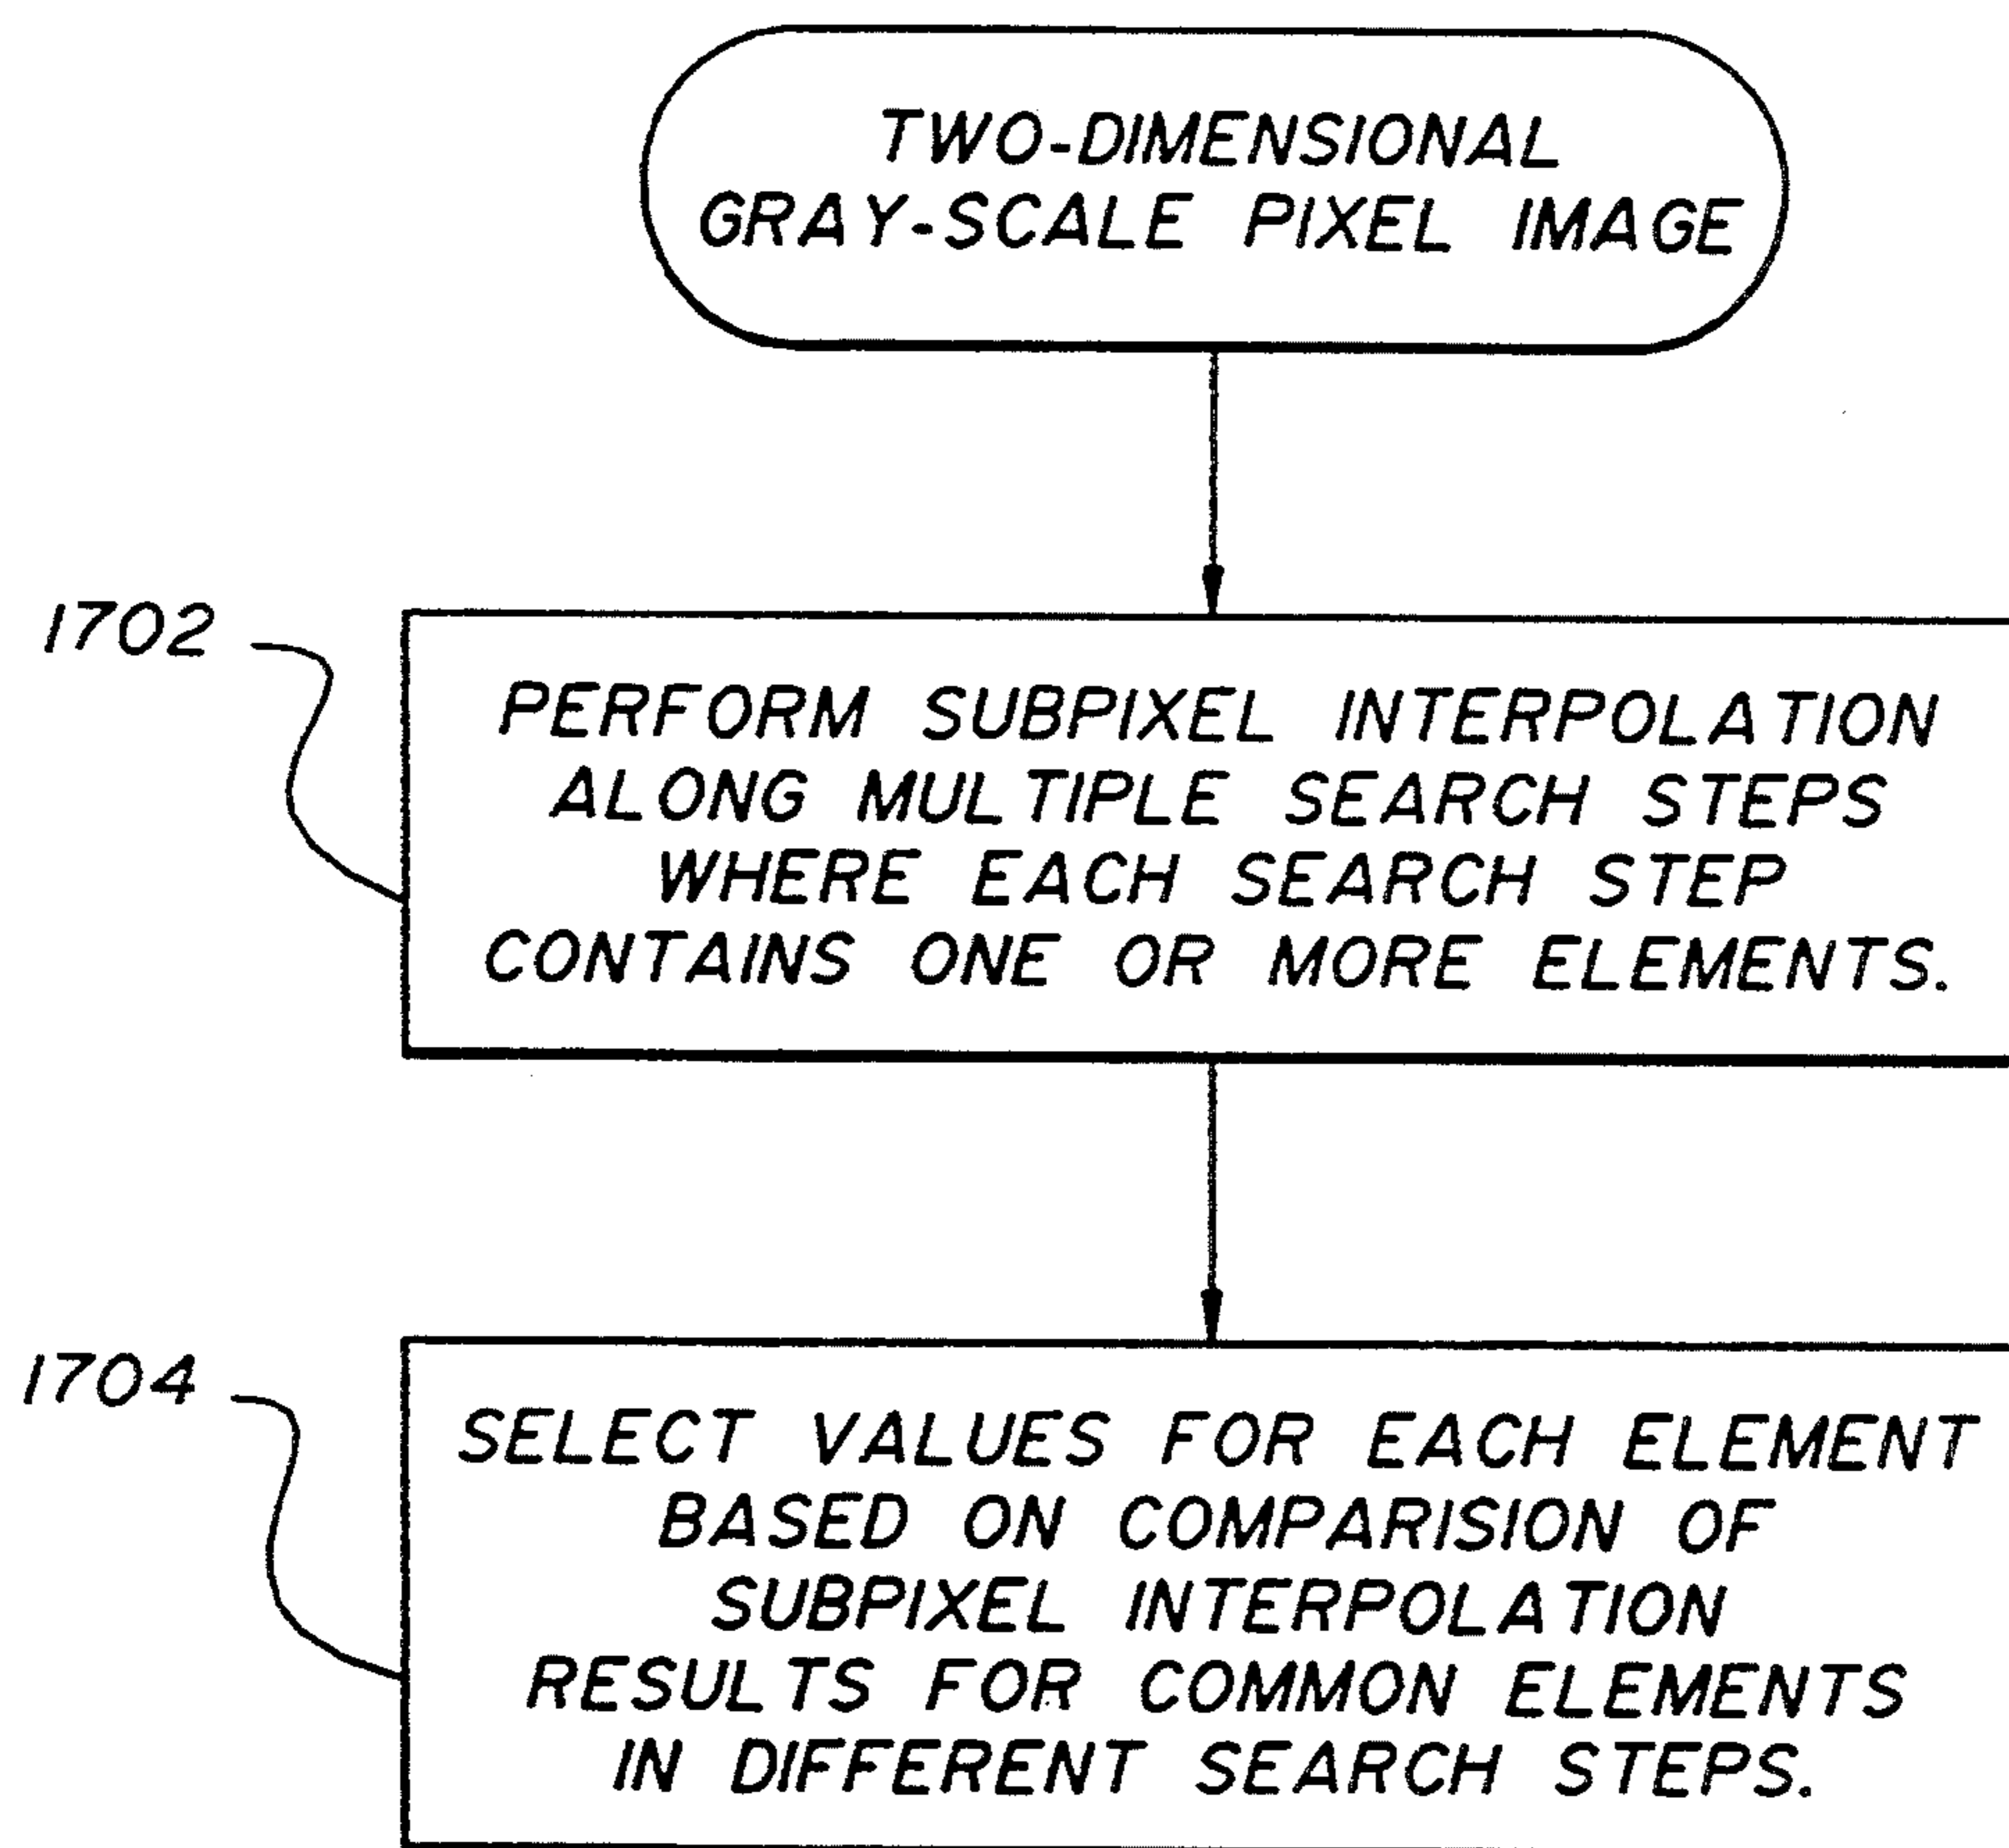 TWO-DIMENSIONAL
GRAY-SCALE PIXEL IMAGE
1702
PERFORM SUBPIXEL INTERPOLATION
ALONG MULTIPLE SEARCH STEPS
WHERE EACH SEARCH STEP
CONTAINS ONE OR MORE ELEMENTS.
1704
SELECT VALUES FOR EACH ELEMENT
BASED ON COMPARISION OF
SUBPIXEL INTERPOLATION
RESULTS FOR COMMON ELEMENTS
IN DIFFERENT SEARCH STEPS.